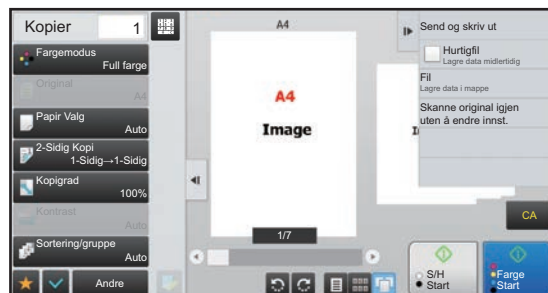 Kopier
1
Fargemodus
Full farge
Original
A4
Papir Valg
Auto
2-Sidig Kopi
1-Sidig→1-Sidig
Kopigrad
100%
Kontrast
Auto
Sortering/gruppe
Auto
Andre
A4
A4
Image
1/7
Send og skriv ut
Hurtigfil
Lagre data midlertidig
Fil
Lagre data i mappe
Skanne original igjen
uten å endre innst.
CA
S/H
Start
Farge
Start